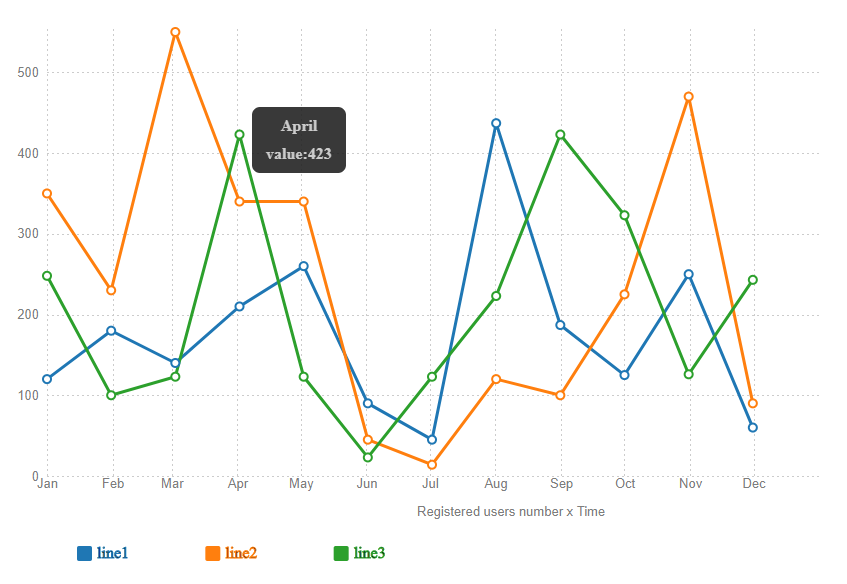 500
400
300
200
100
0
April
value:423
Jan Feb Mar Apr May Jun Jul Aug Sep Oct Nov Dec
Registered users number x Time
line1 line2 line3